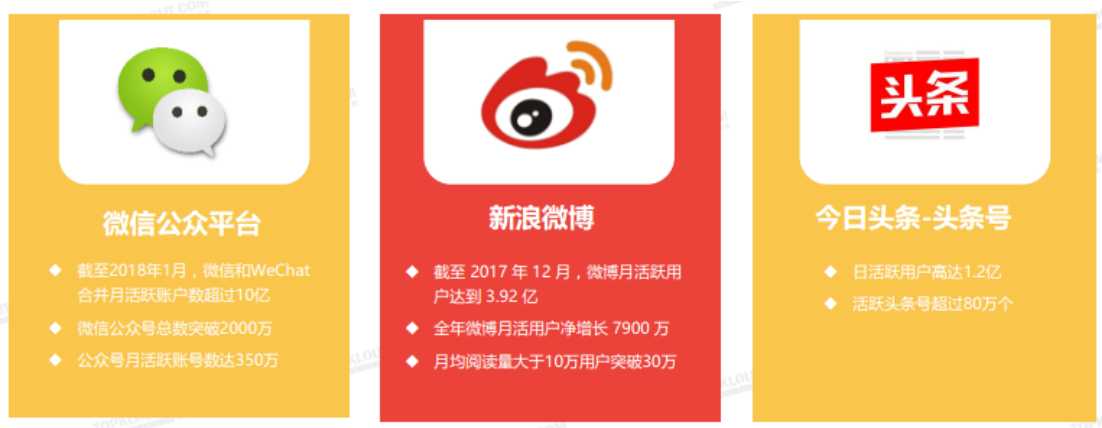 头条
微信公众平台
截至2018年1月，微信和WeChat
合并月活跃账户数超过10亿
微信公众号总数突破2000万
公众号月活跃账号数达350万
新浪微博
截至 2017 年 12 月，微博月活跃用
户达到 3.92 亿
全年微博月活用户净增长 7900 万
月均阅读量大于10万用户突破30万
今日头条-头条号
日活跃用户高达1.2亿
活跃头条号超过80万个